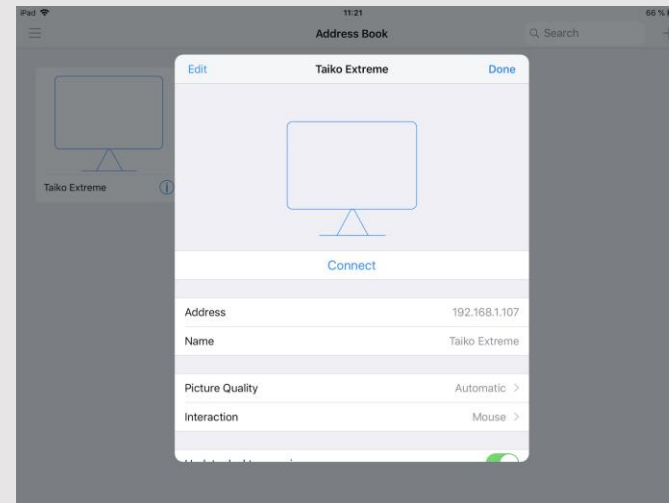 iPad 11:21 66 %
Address Book Search
Edit Taiko Extreme Done
Taiko Extreme
Connect
Address 192.168.1.107
Name Taiko Extreme
Picture Quality Automatic
Interaction Mouse